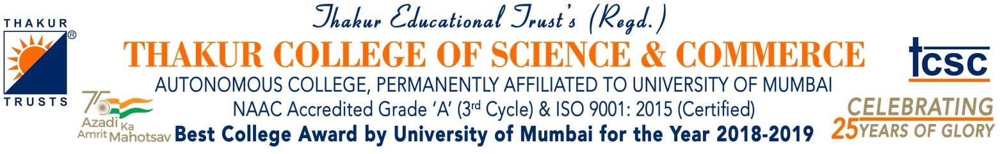 THAKUR
®
TRUSTS
Thakur Educational Trust's (Regd.)
THAKUR COLLEGE OF SCIENCE & COMMERCE
AUTONOMOUS COLLEGE, PERMANENTLY AFFILIATED TO UNIVERSITY OF MUMBAI
NAAC Accredited Grade 'A' (3rd Cycle) & ISO 9001: 2015 (Certified)
Best College Award by University of Mumbai for the Year 2018-2019
75
Azadi Ka
Amrit Mahotsav
tcsc
CELEBRATING
25 YEARS OF GLORY